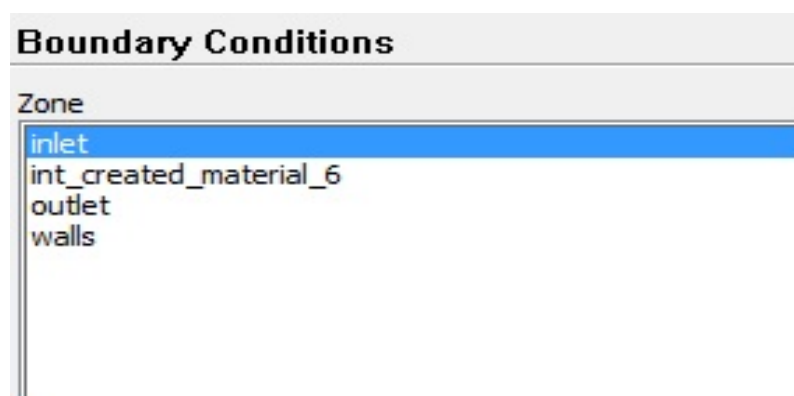 Boundary Conditions
Zone
inlet
int_created_material_6
outlet
walls